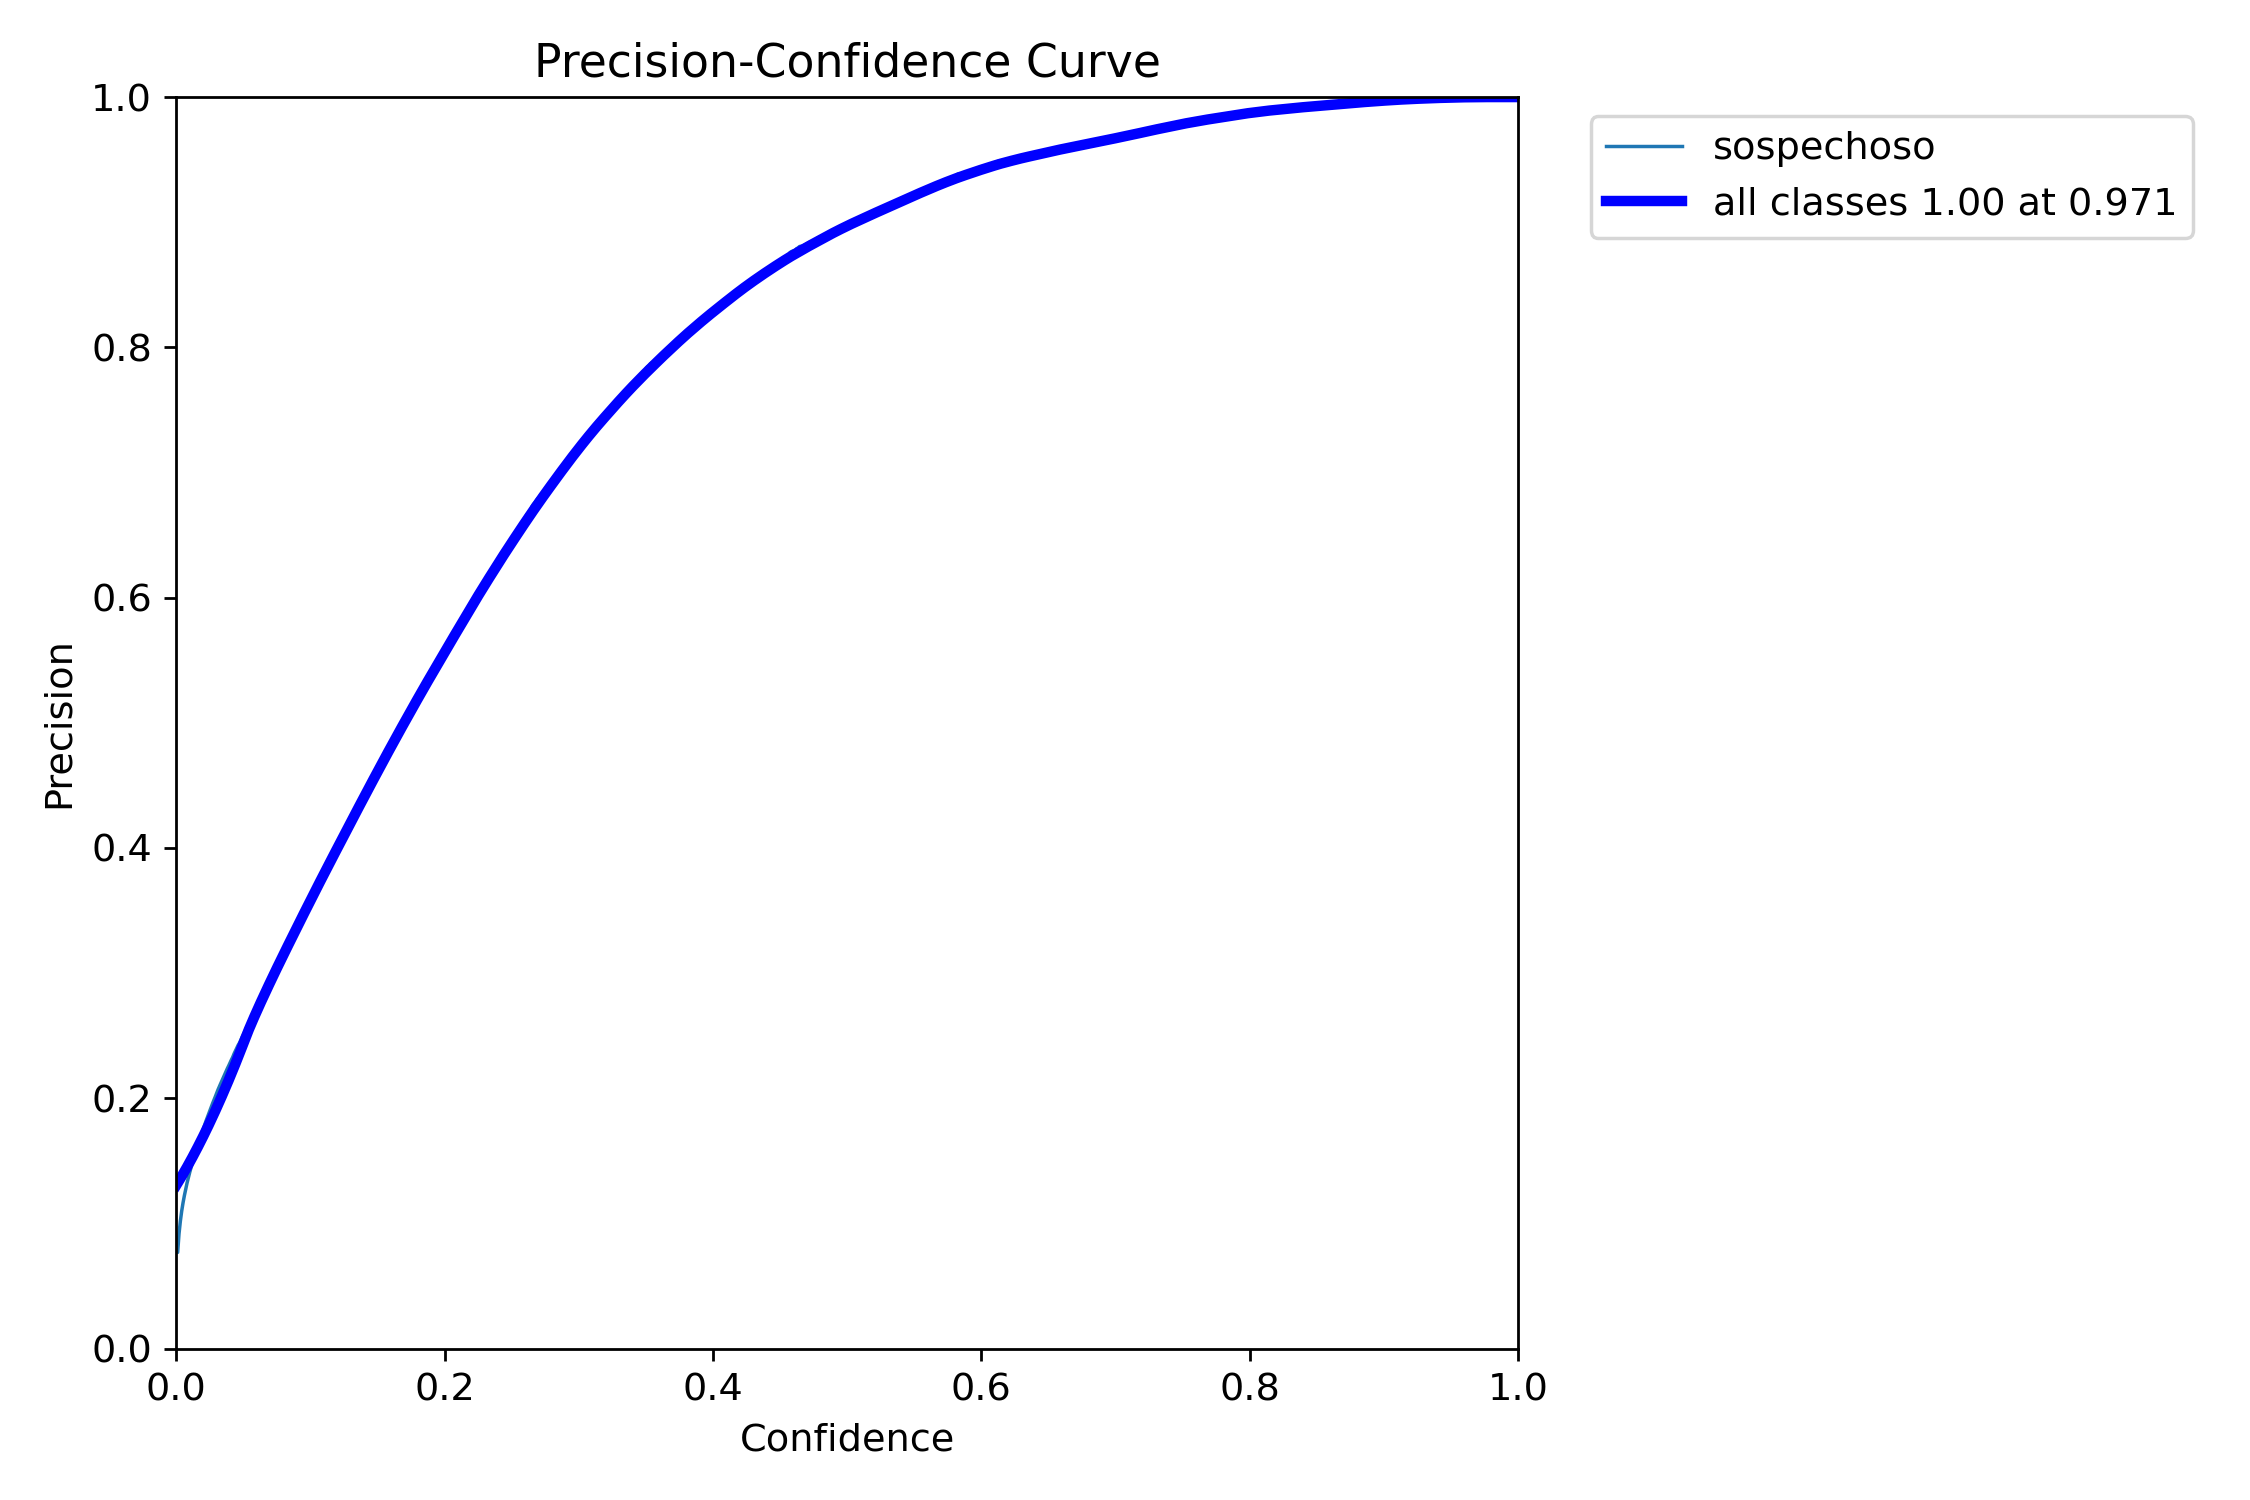 Precision-Confidence Curve
1.0
0.8
0.6
0.4
0.2
0.0
Precision
0.0 0.2 0.4 0.6 0.8 1.0
Confidence
sospechoso
all classes 1.00 at 0.971